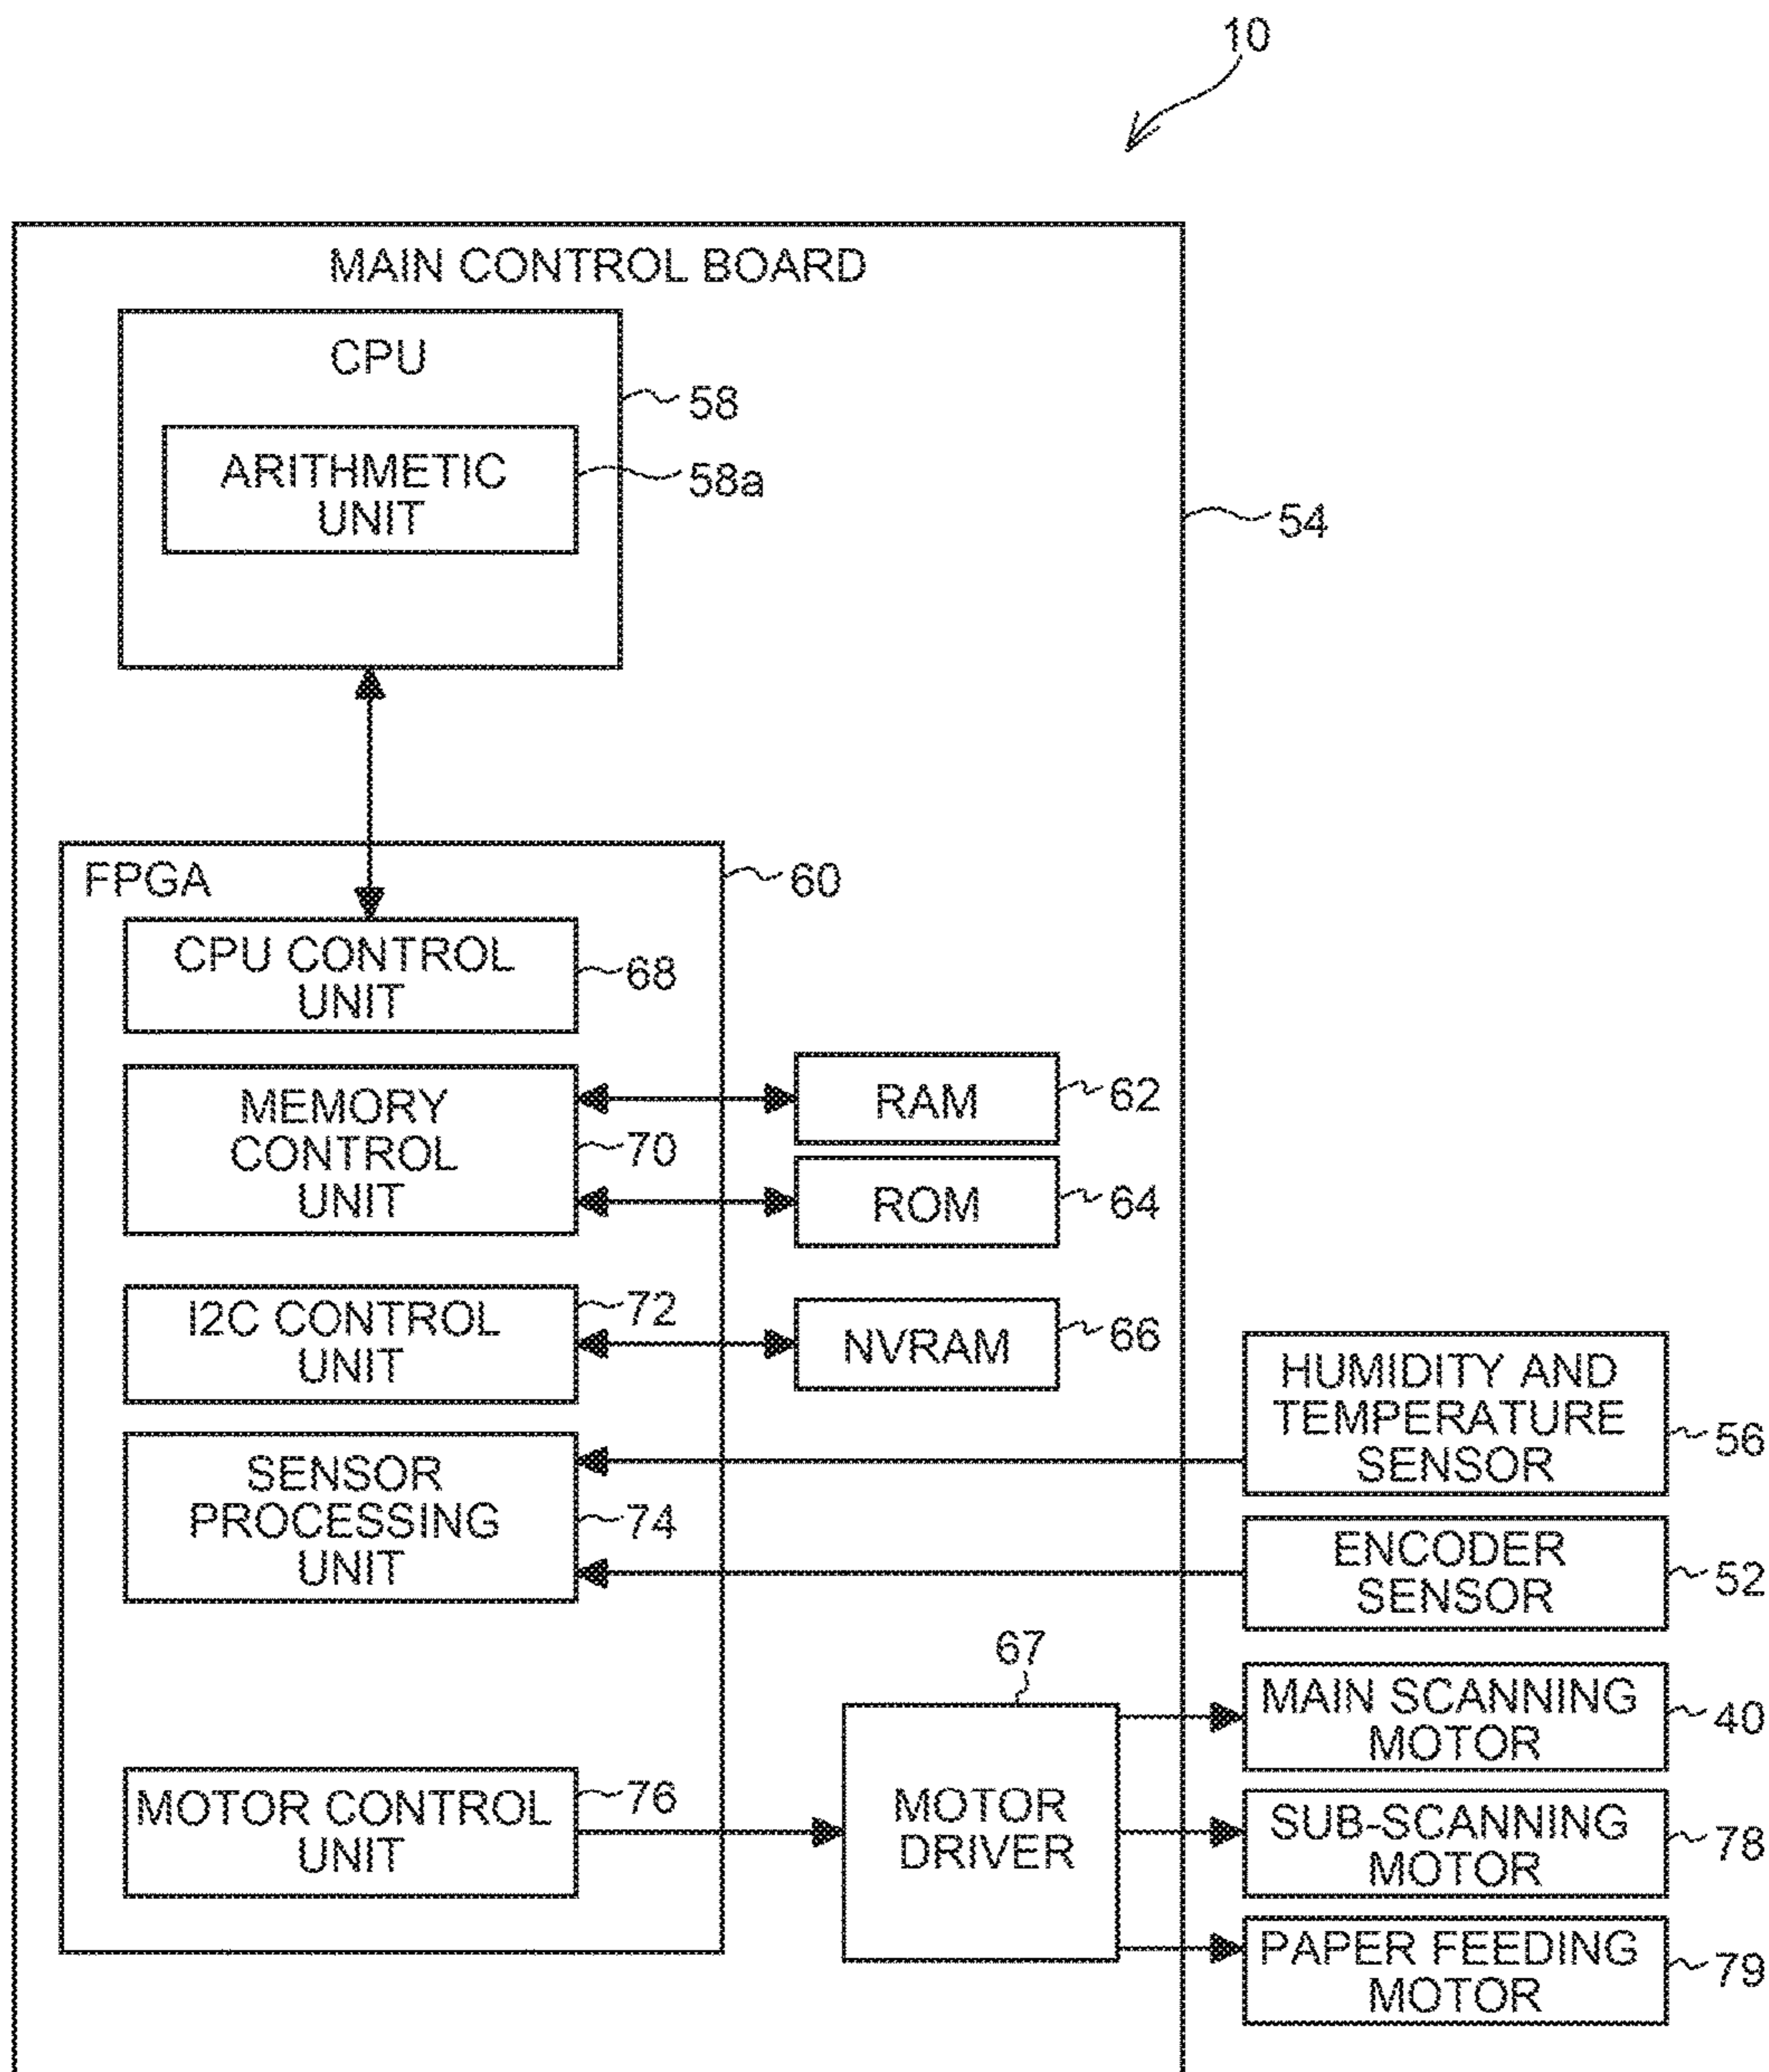 10
MAIN CONTROL BOARD
CPU
58
ARITHMETIC
UNIT
58a
54
FPGA
60
CPU CONTROL
UNIT
68
MEMORY
CONTROL
UNIT
70
RAM
62
ROM
64
I2C CONTROL
UNIT
72
NVRAM
66
HUMIDITY AND
TEMPERATURE
SENSOR
56
SENSOR
PROCESSING
UNIT
74
ENCODER
SENSOR
52
67
MAIN SCANNING
MOTOR
40
MOTOR CONTROL
UNIT
76
MOTOR
DRIVER
SUB-SCANNING
MOTOR
78
PAPER FEEDING
MOTOR
79